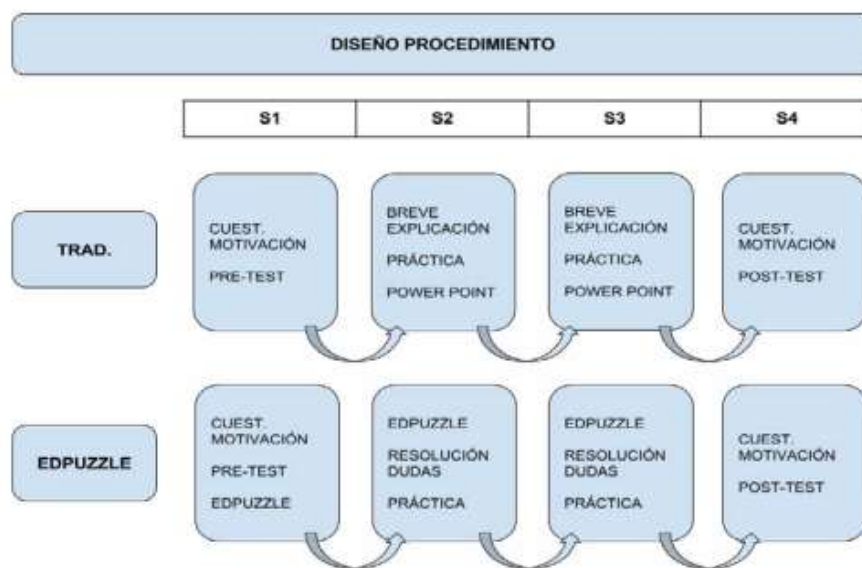 DISEÑO PROCEDIMIENTO
S1 S2 S3 S4
TRAD.
CUEST.
MOTIVACIÓN
PRE-TEST
BREVE
EXPLICACIÓN
PRÁCTICA
POWER POINT
BREVE
EXPLICACIÓN
PRÁCTICA
POWER POINT
CUEST.
MOTIVACIÓN
POST-TEST
EDPUZZLE
CUEST.
MOTIVACIÓN
PRE-TEST
EDPUZZLE
EDPUZZLE
RESOLUCIÓN
DUDAS
PRÁCTICA
EDPUZZLE
RESOLUCIÓN
DUDAS
PRÁCTICA
CUEST.
MOTIVACIÓN
POST-TEST